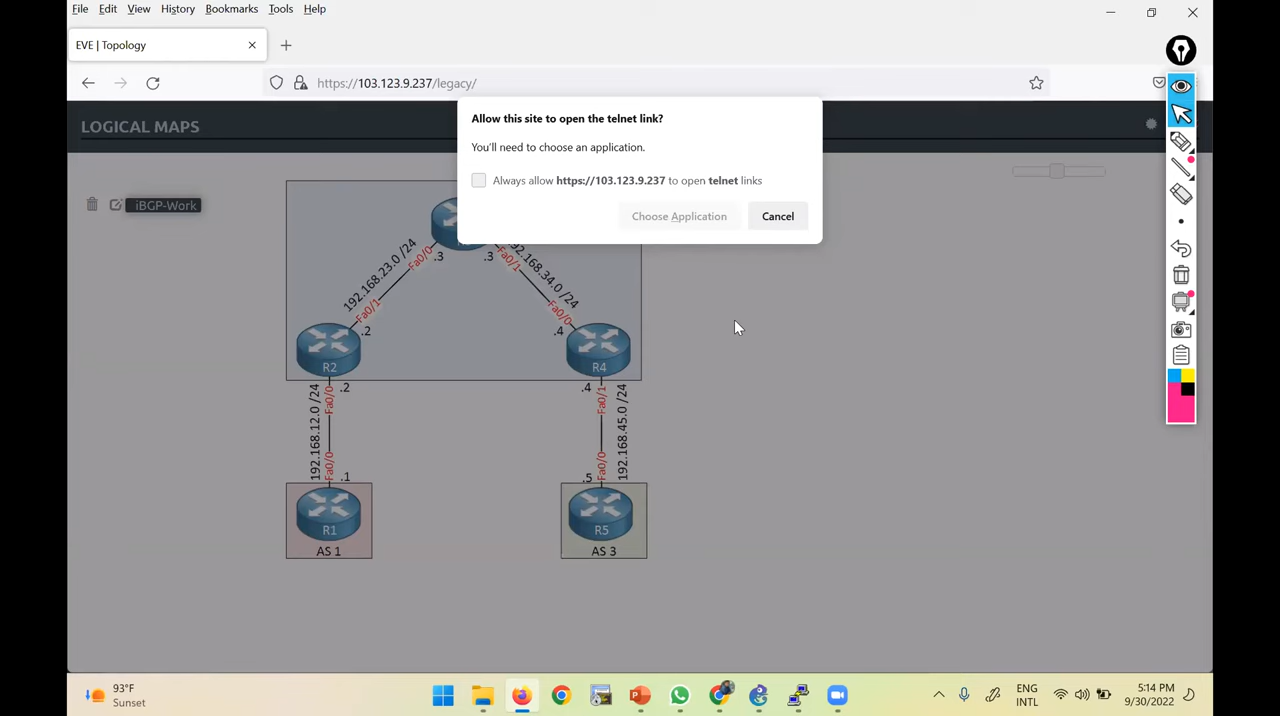 File Edit View History Bookmarks Tools Help
EVE | Topology
https://103.123.9.237/legacy/
LOGICAL MAPS
Allow this site to open the telnet link?
You'll need to choose an application.
Always allow https://103.123.9.237 to open telnet links
Choose Application Cancel
iBGP-Work
192.168.23.0 /24
Fa0/0
.3
.3
Fa0/1
92.168.34.0 /24
Fa0/1
.2
.4
Fa0/0
R2
R4
.2
.4
192.168.12.0 /24
Fa0/0
Fa0/1
192.168.45.0 /24
Fa0/0
.1
.5
Fa0/0
R1
R5
AS 1
AS 3
93°F
Sunset
ENG
INTL
5:14 PM
9/30/2022